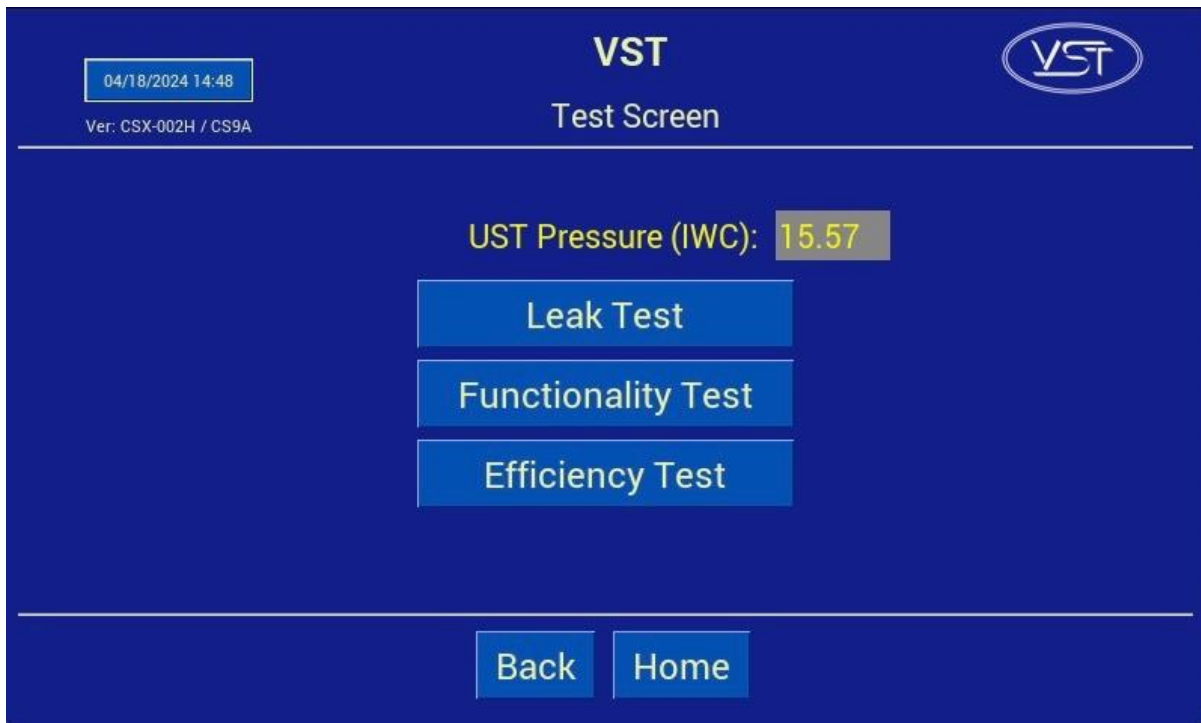 VST
04/18/2024 14:48
VST
Ver: CSX-002H / CS9A
Test Screen
UST Pressure (IWC): 15.57
Leak Test
Functionality Test
Efficiency Test
Back Home